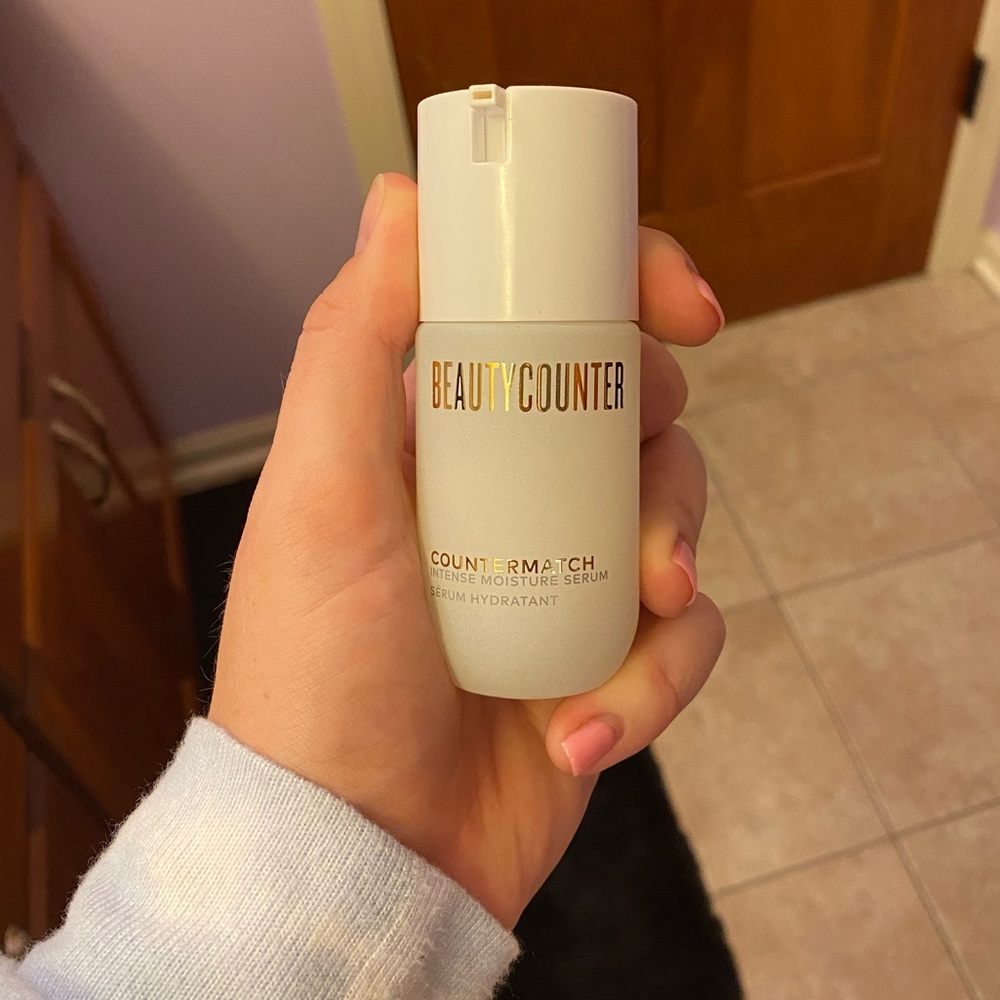 BEAUTYCOUNTER
COUNTERMATCH
INTENSE MOISTURE SERUM
SÉRUM HYDRATANT